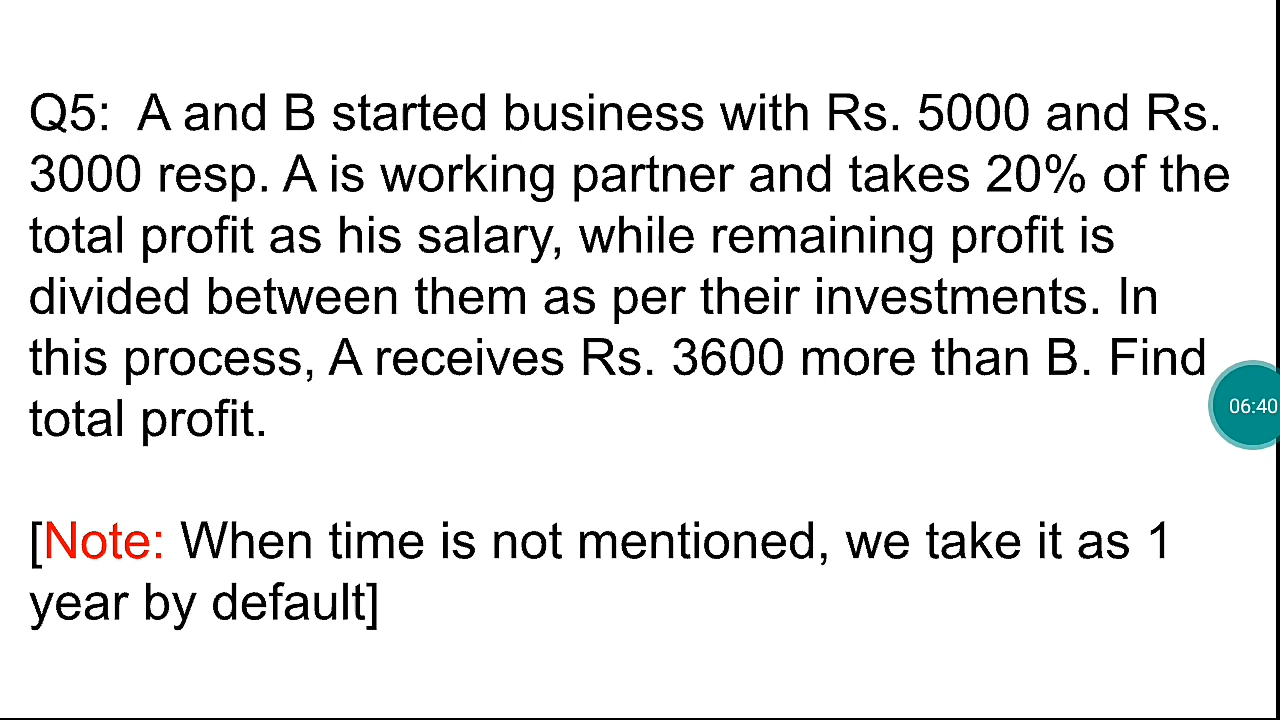 Q5: A and B started business with Rs. 5000 and Rs.
3000 resp. A is working partner and takes 20% of the
total profit as his salary, while remaining profit is
divided between them as per their investments. In
this process, A receives Rs. 3600 more than B. Find
total profit.
06:40
[Note: When time is not mentioned, we take it as 1
year by default]